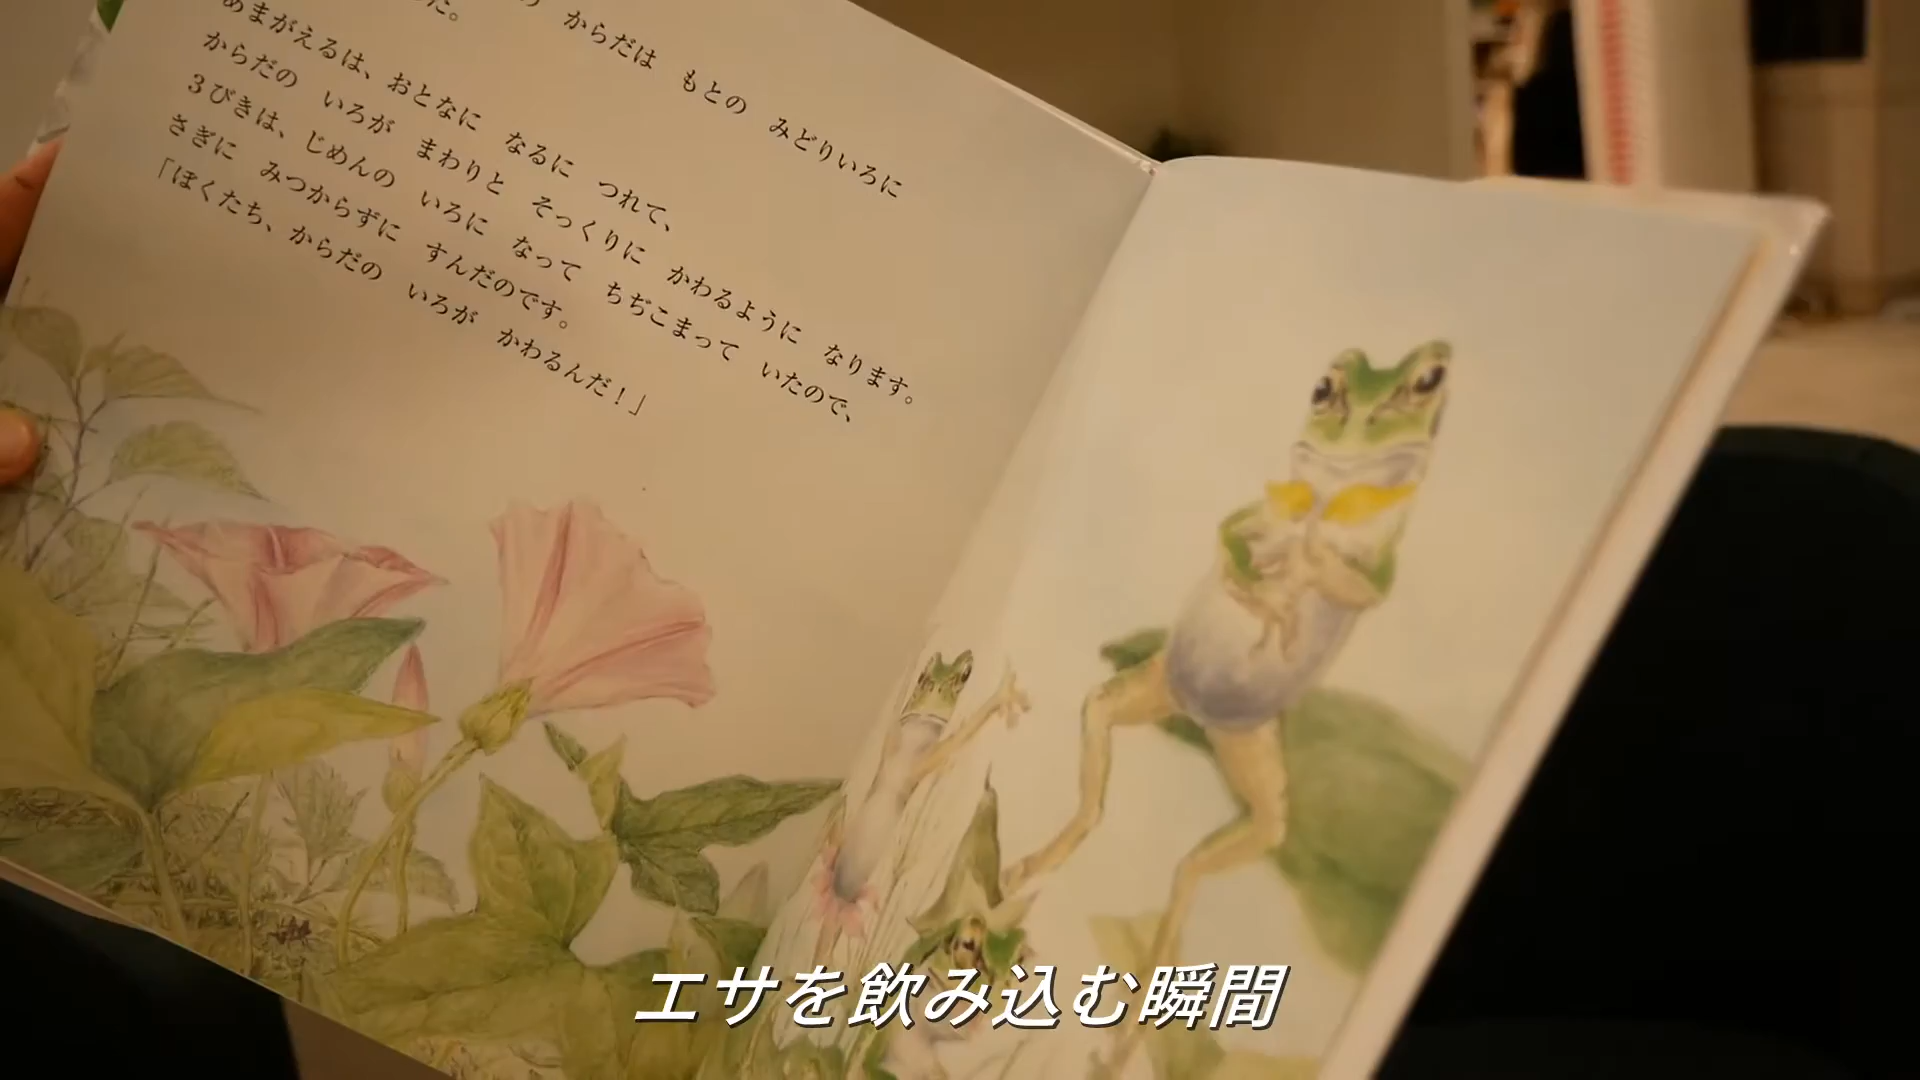 からだは　もとの　みどりいろに
た。
めまがえるは、おとなに　なるに　つれて、
からだの　いろが　まわりと　そっくりに　かわるように　なります。
３びきは、じめんの　いろに　なって　ちぢこまって　いたので、
さぎに　みつからずに　すんだのです。
「ぼくたち、からだの　いろが　かわるんだ！」
エサを飲み込む瞬間